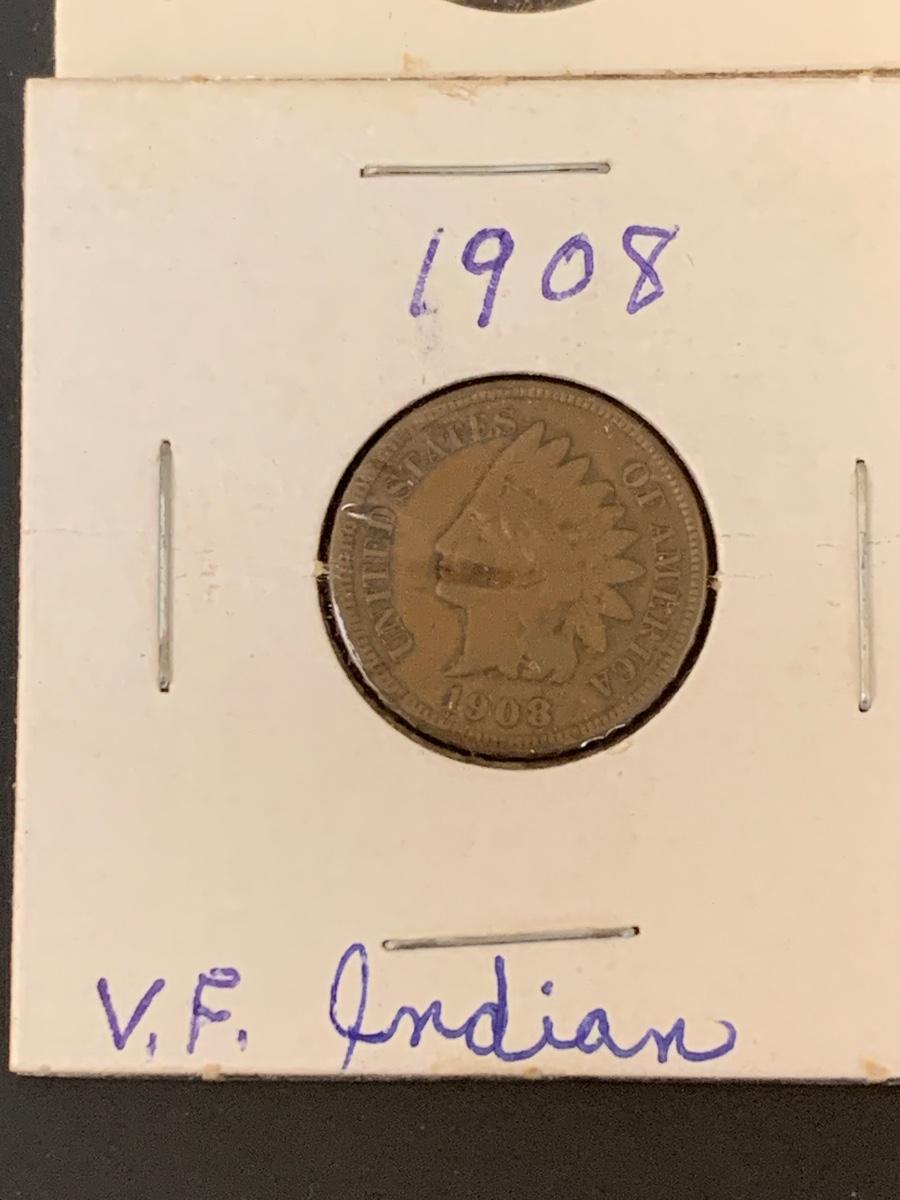 1908
UNITED STATES OF AMERICA
1908
V.F. Indian